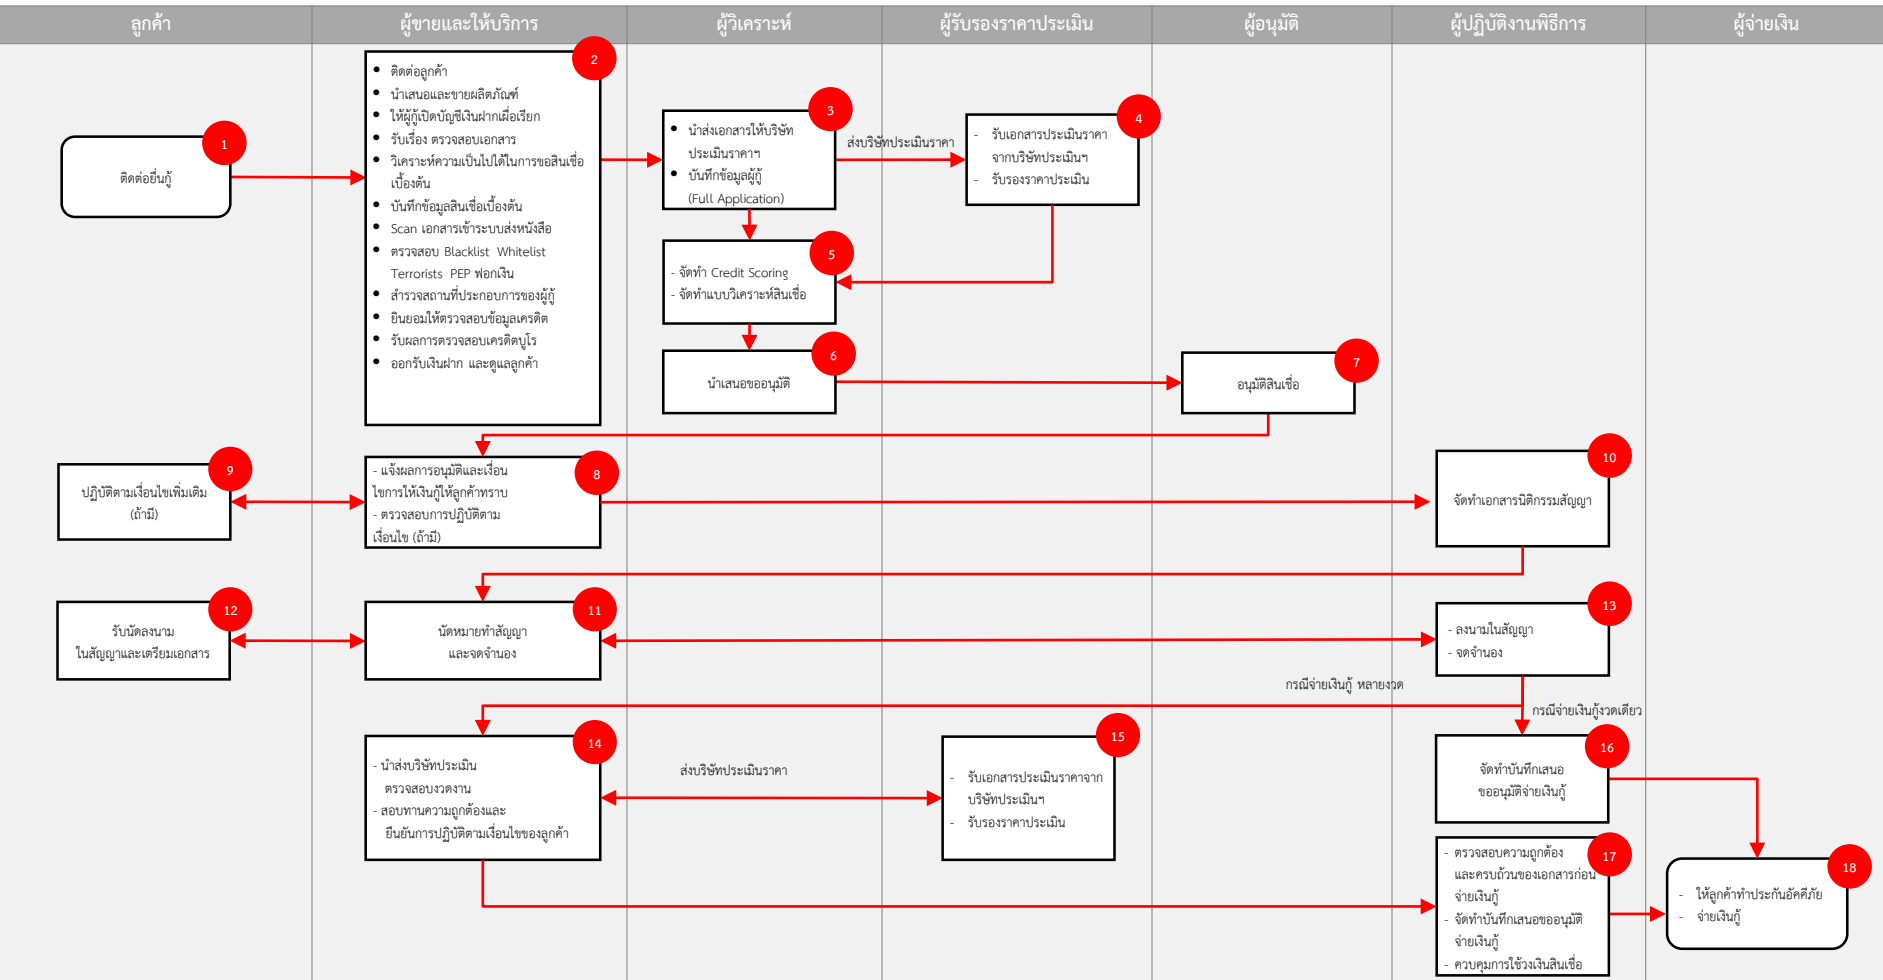 ลูกค้า
ผู้ขายและให้บริการ
ผู้วิเคราะห์
ผู้รับรองราคาประเมิน
ผู้อนุมัติ
ผู้ปฏิบัติงานพิธีการ
ผู้จ่ายเงิน
1
ติดต่อยื่นกู้
2
• ติดต่อลูกค้า
• นำเสนอและขายผลิตภัณฑ์
• ให้ผู้กู้เปิดบัญชีเงินฝากเผื่อเรียก
• รับเรื่อง ตรวจสอบเอกสาร
• วิเคราะห์ความเป็นไปได้ในการขอสินเชื่อ
เบื้องต้น
• บันทึกข้อมูลสินเชื่อเบื้องต้น
• Scan เอกสารเข้าระบบส่งหนังสือ
• ตรวจสอบ Blacklist Whitelist
Terrorists PEP ฟอกเงิน
• สำรวจสถานที่ประกอบการของผู้กู้
• ยินยอมให้ตรวจสอบข้อมูลเครดิต
• รับผลการตรวจสอบเครดิตบูโร
• ออกรับเงินฝาก และดูแลลูกค้า
3
• นำส่งเอกสารให้บริษัท
ประเมินราคาฯ
• บันทึกข้อมูลผู้กู้
(Full Application)
ส่งบริษัทประเมินราคา
4
- รับเอกสารประเมินราคา
จากบริษัทประเมินฯ
- รับรองราคาประเมิน
5
- จัดทำ Credit Scoring
- จัดทำแบบวิเคราะห์สินเชื่อ
6
นำเสนอขออนุมัติ
7
อนุมัติสินเชื่อ
8
- แจ้งผลการอนุมัติและเงื่อน
ไขการให้เงินกู้ให้ลูกค้าทราบ
- ตรวจสอบการปฏิบัติตาม
เงื่อนไข (ถ้ามี)
9
ปฏิบัติตามเงื่อนไขเพิ่มเติม
(ถ้ามี)
10
จัดทำเอกสารนิติกรรมสัญญา
11
นัดหมายทำสัญญา
และจดจำนอง
12
รับนัดลงนาม
ในสัญญาและเตรียมเอกสาร
13
- ลงนามในสัญญา
- จดจำนอง
กรณีจ่ายเงินกู้ หลายงวด
กรณีจ่ายเงินกู้งวดเดียว
14
- นำส่งบริษัทประเมิน
ตรวจสอบงวดงาน
- สอบทานความถูกต้องและ
ยืนยันการปฏิบัติตามเงื่อนไขของลูกค้า
ส่งบริษัทประเมินราคา
15
- รับเอกสารประเมินราคาจาก
บริษัทประเมินฯ
- รับรองราคาประเมิน
16
จัดทำบันทึกเสนอ
ขออนุมัติจ่ายเงินกู้
17
- ตรวจสอบความถูกต้อง
และครบถ้วนของเอกสารก่อน
จ่ายเงินกู้
- จัดทำบันทึกเสนอขออนุมัติ
จ่ายเงินกู้
- ควบคุมการใช้วงเงินสินเชื่อ
18
- ให้ลูกค้าทำประกันอัคคีภัย
- จ่ายเงินกู้